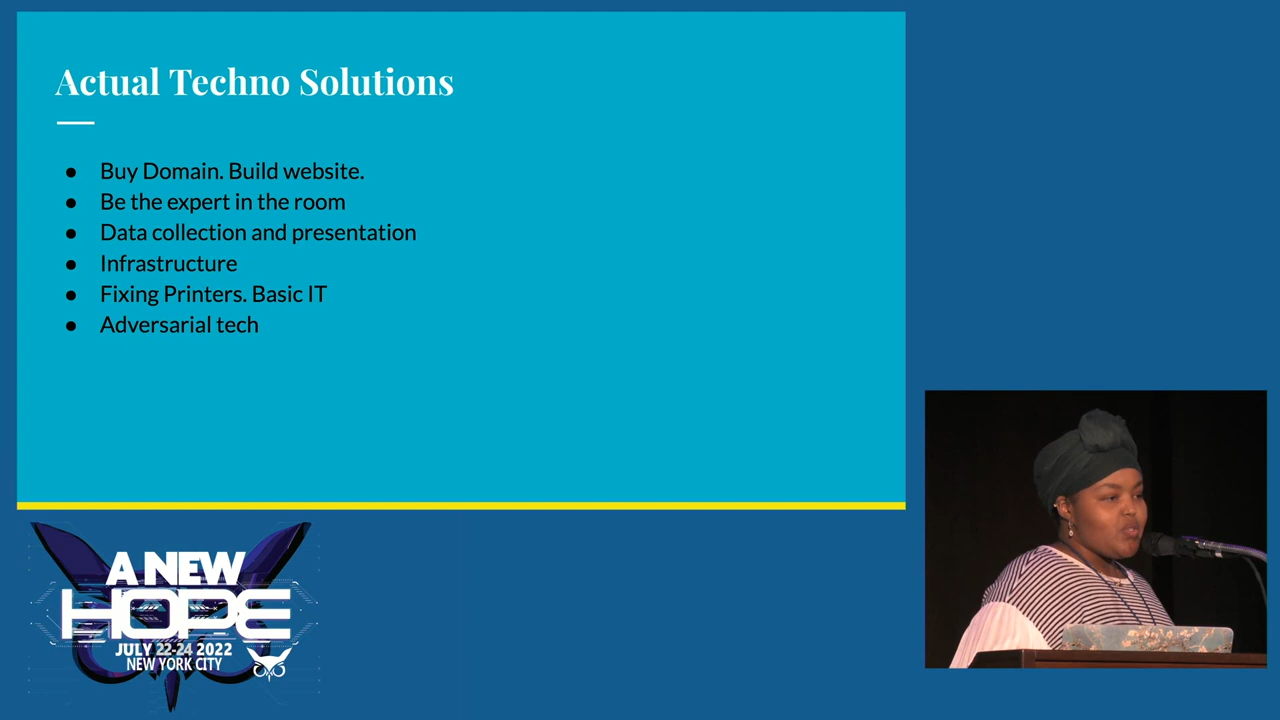 Actual Techno Solutions
● Buy Domain. Build website.
● Be the expert in the room
● Data collection and presentation
● Infrastructure
● Fixing Printers. Basic IT
● Adversarial tech
A NEW
HOPE
JULY 22-24 2022
NEW YORK CITY